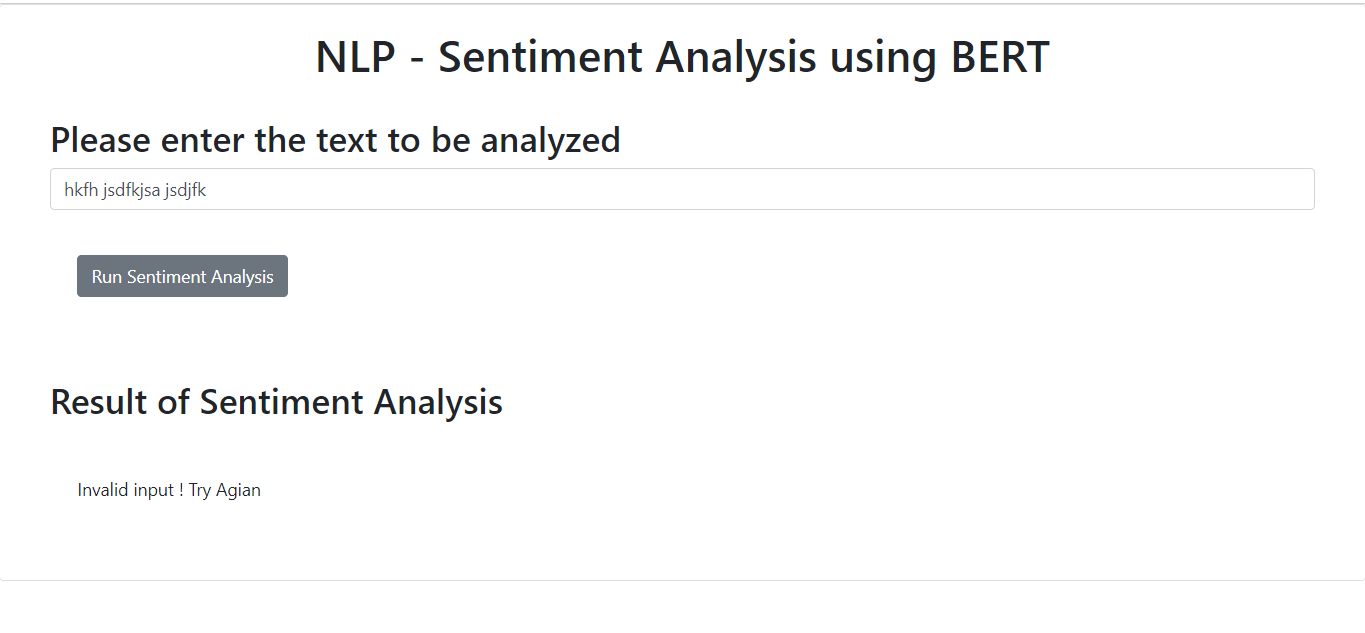 NLP - Sentiment Analysis using BERT
Please enter the text to be analyzed
hkfh jsdfkjsa jsdjfk
Run Sentiment Analysis
Result of Sentiment Analysis
Invalid input ! Try Agian